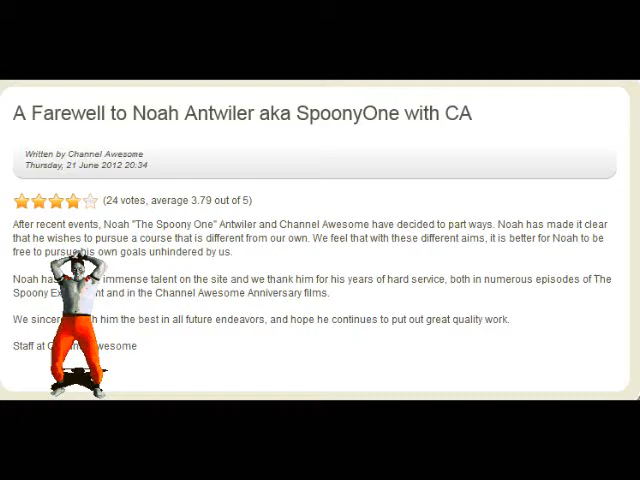 A Farewell to Noah Antwiler aka SpoonyOne with CA
Written by Channel Awesome
Thursday, 21 June 2012 20:34
(24 votes, average 3.79 out of 5)
After recent events, Noah "The Spoony One" Antwiler and Channel Awesome have decided to part ways. Noah has made it clear
that he wishes to pursue a course that is different from our own. We feel that with these different aims, it is better for Noah to be
free to pursue his own goals unhindered by us.
Noah has immense talent on the site and we thank him for his years of hard service, both in numerous episodes of The
Spoony and in the Channel Awesome Anniversary films.
We him the best in all future endeavors, and hope he continues to put out great quality work.
Staff at